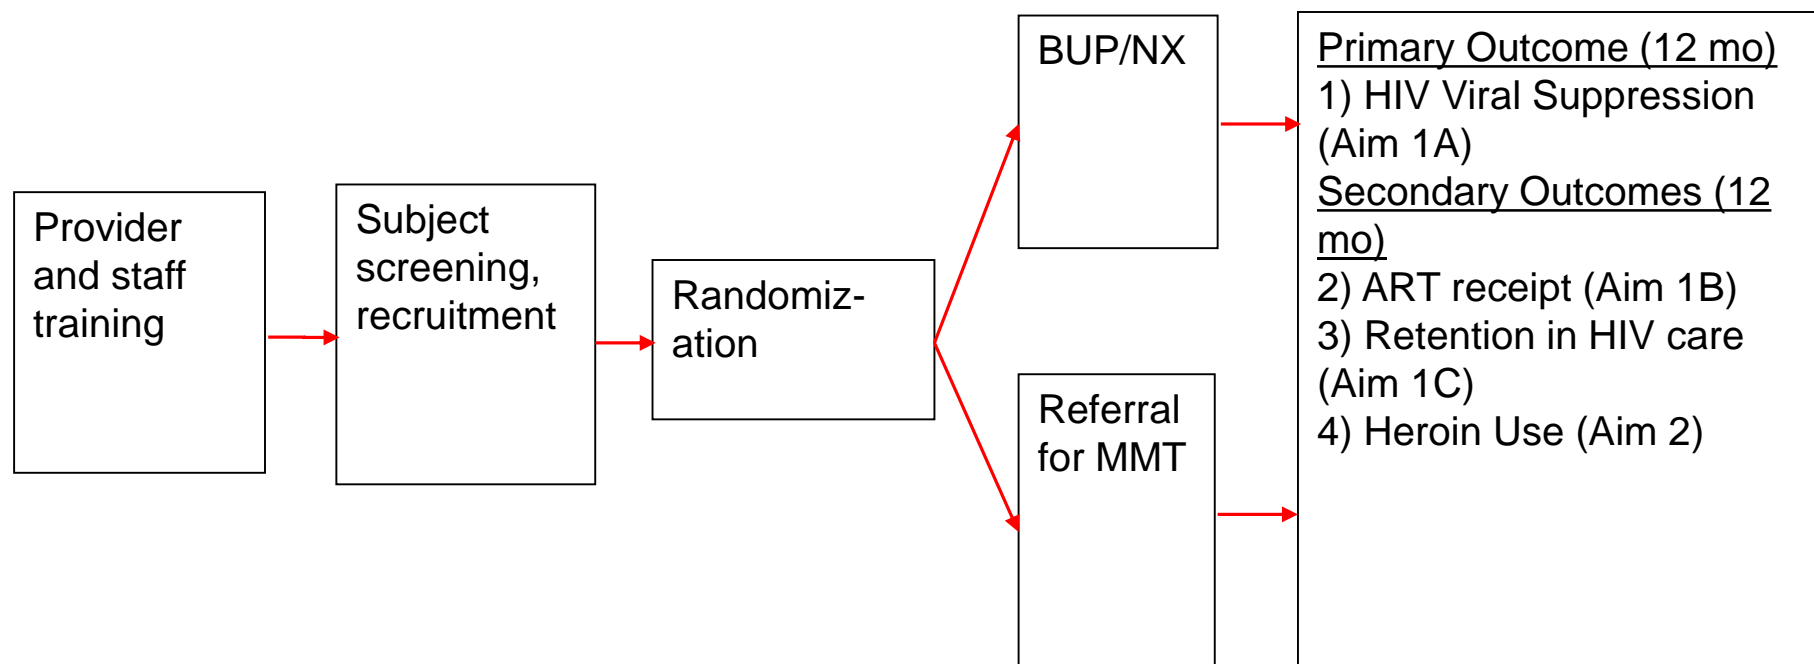 Provider
and staff
training
Subject
screening,
recruitment
Randomiz-
ation
BUP/NX
Referral
for MMT
Primary Outcome (12 mo)
1) HIV Viral Suppression
(Aim 1A)
Secondary Outcomes (12
mo)
2) ART receipt (Aim 1B)
3) Retention in HIV care
(Aim 1C)
4) Heroin Use (Aim 2)